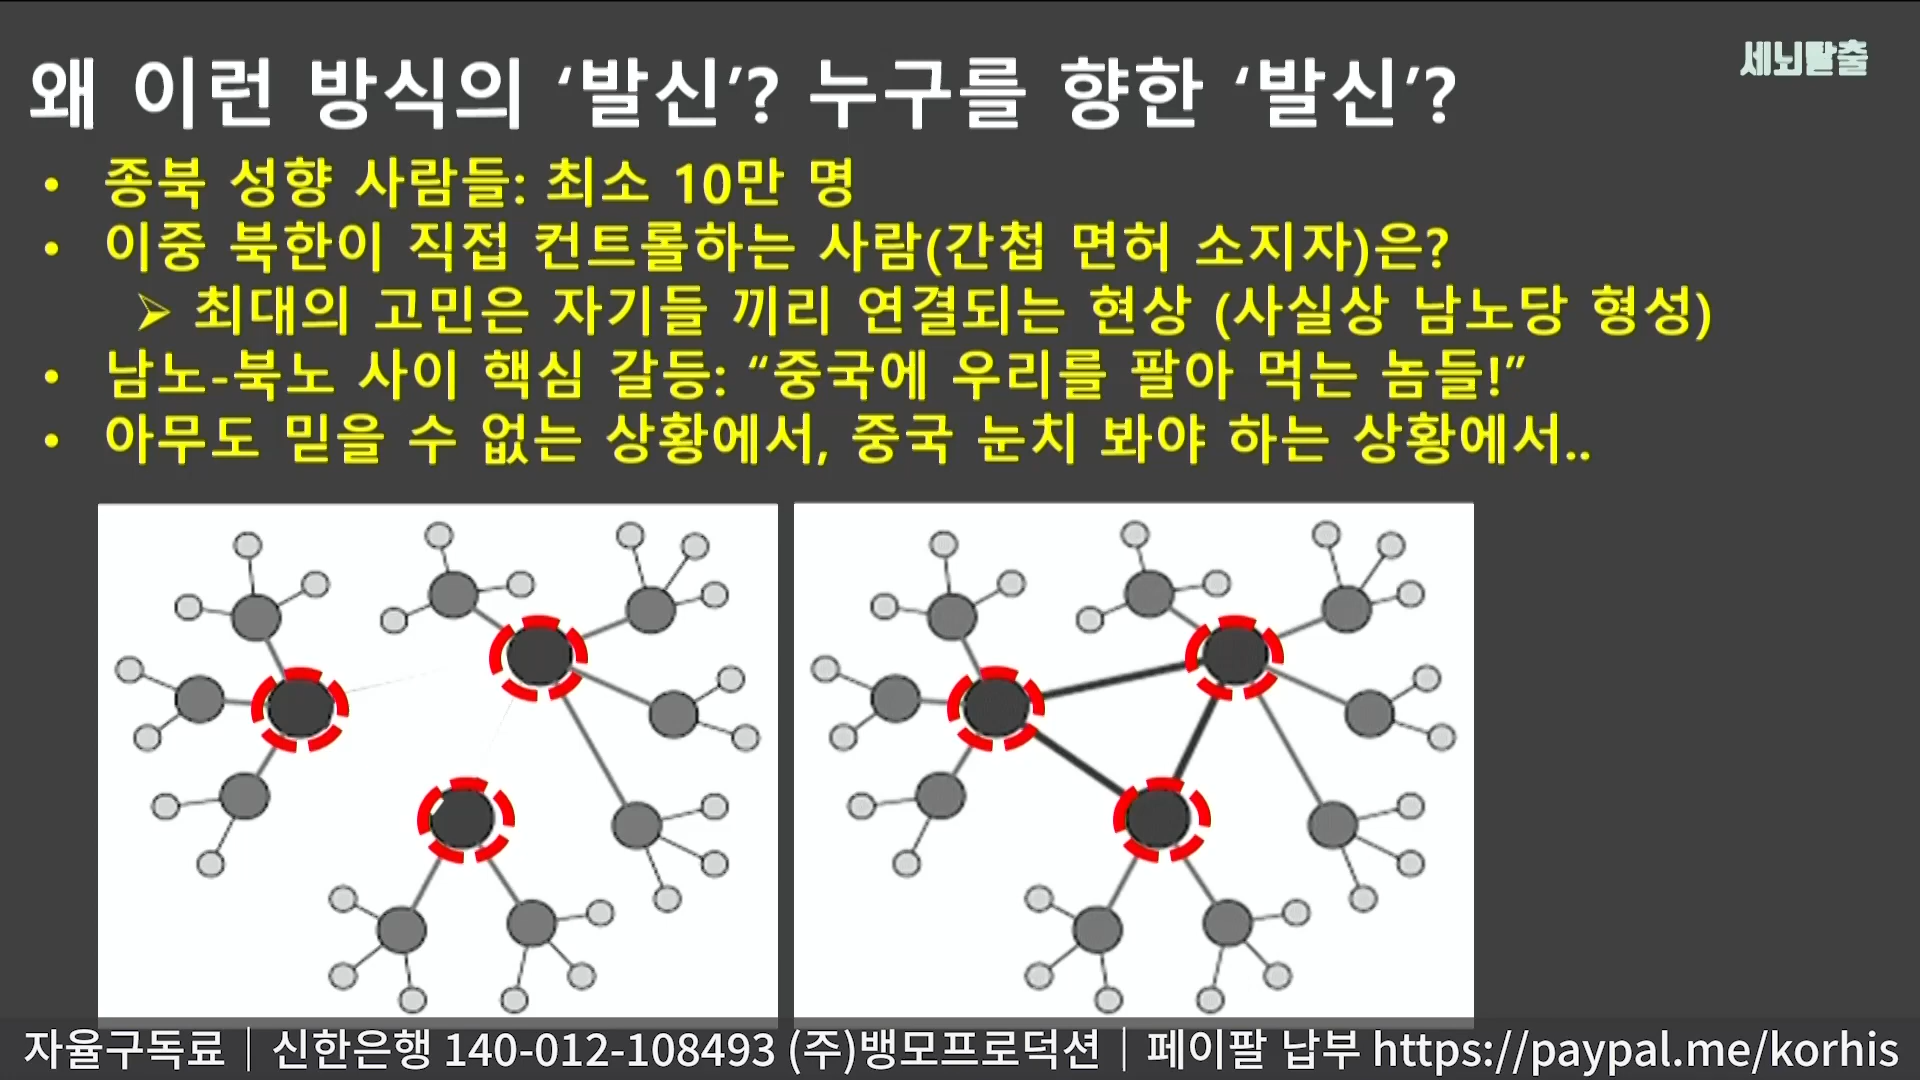 왜 이런 방식의 ‘발신’? 누구를 향한 ‘발신’?
세뇌탈출
• 종북 성향 사람들: 최소 10만 명
• 이중 북한이 직접 컨트롤하는 사람(간첩 면허 소지자)은?
➢ 최대의 고민은 자기들 끼리 연결되는 현상 (사실상 남노당 형성)
• 남노-북노 사이 핵심 갈등: “중국에 우리를 팔아 먹는 놈들!”
• 아무도 믿을 수 없는 상황에서, 중국 눈치 봐야 하는 상황에서..
자율구독료｜신한은행 140-012-108493 (주)뱅모프로덕션｜페이팔 납부 https://paypal.me/korhis